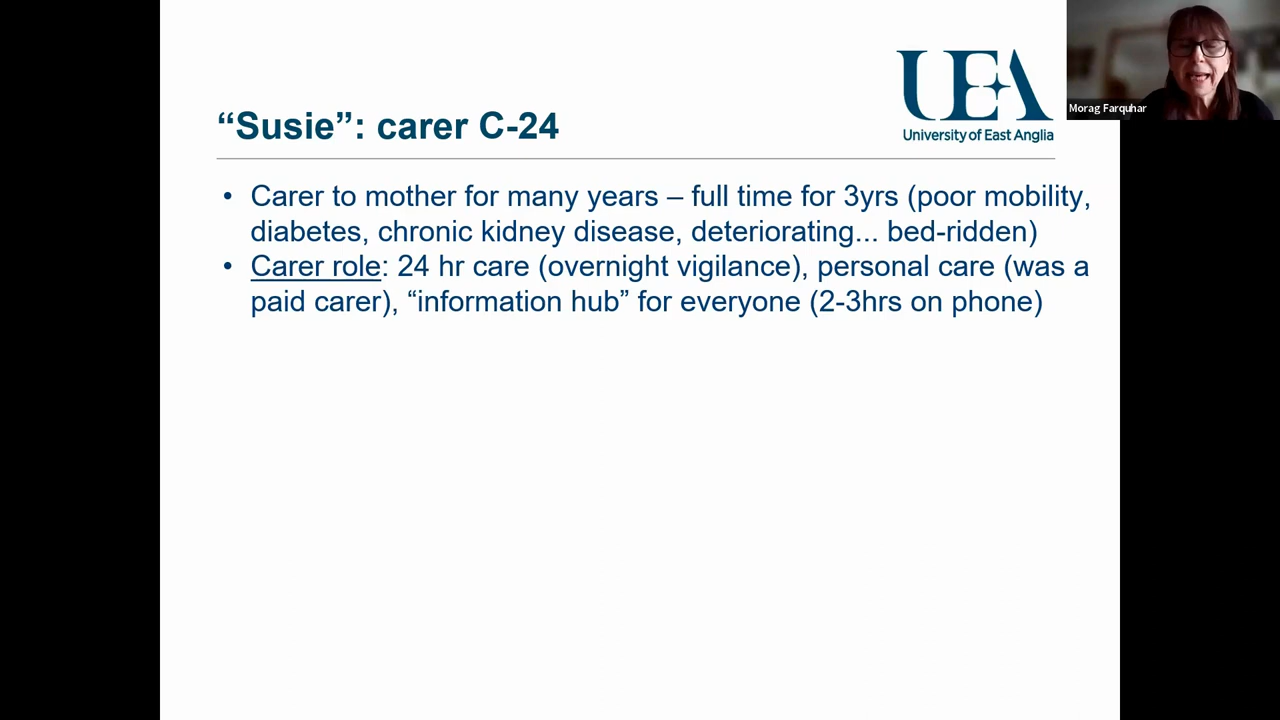 UEA
University of East Anglia
Morag Farquhar
“Susie”: carer C-24
• Carer to mother for many years – full time for 3yrs (poor mobility,
diabetes, chronic kidney disease, deteriorating... bed-ridden)
• Carer role: 24 hr care (overnight vigilance), personal care (was a
paid carer), “information hub” for everyone (2-3hrs on phone)